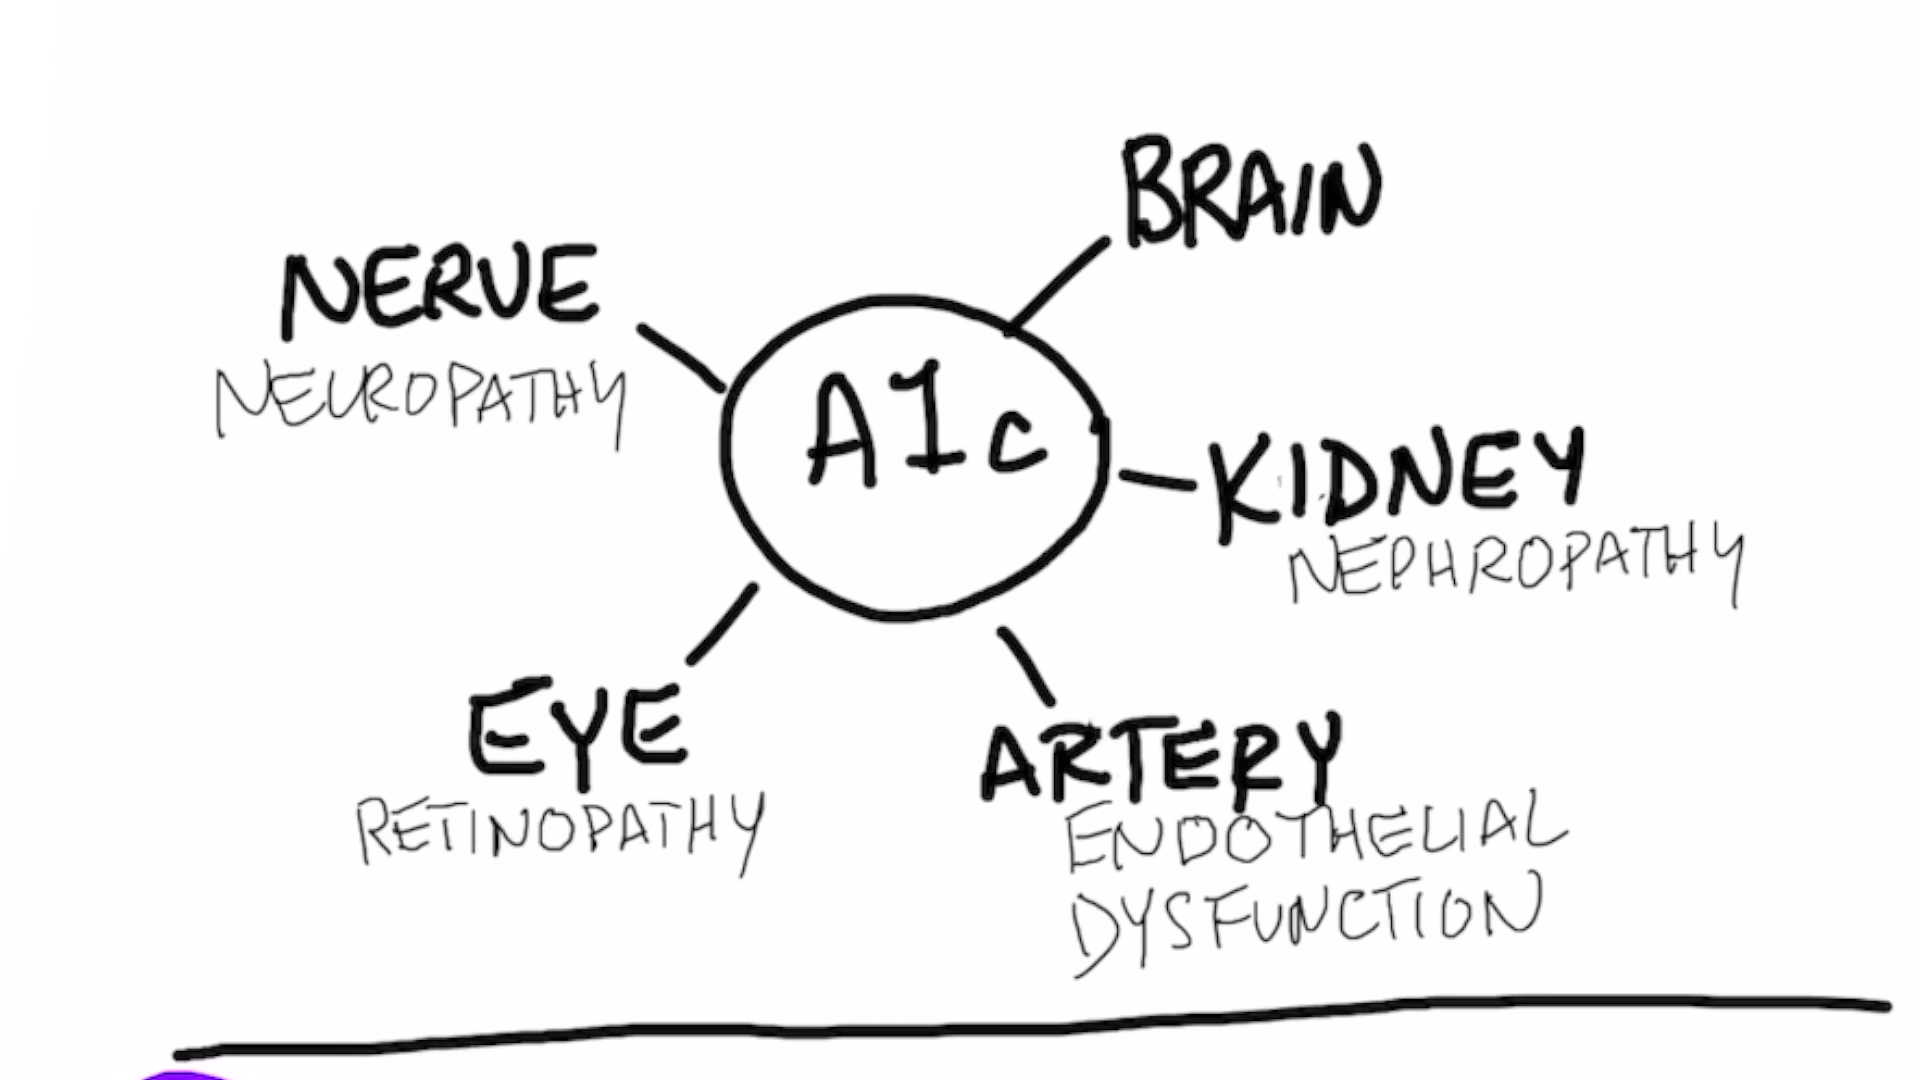 BRAIN
NERVE
NEUROPATHY
A1c
KIDNEY
NEPHROPATHY
EYE
RETINOPATHY
ARTERY
ENDOTHELIAL
DYSFUNCTION